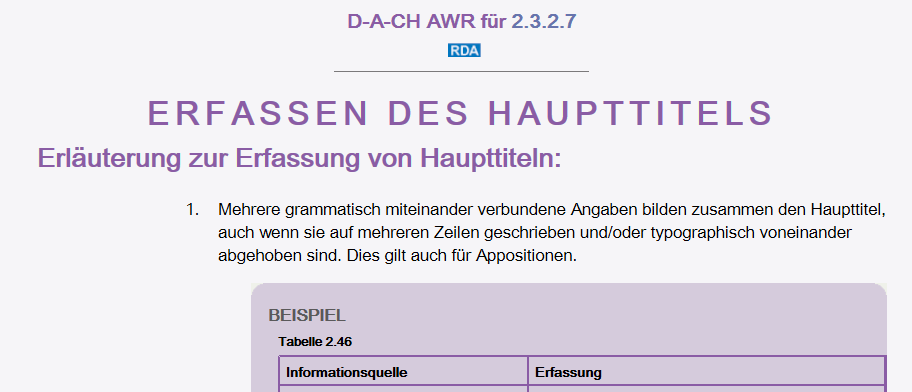 D-A-CH AWR für 2.3.2.7
RDA
ERFASSEN DES HAUPTTITELS
Erläuterung zur Erfassung von Haupttiteln:
1. Mehrere grammatisch miteinander verbundene Angaben bilden zusammen den Haupttitel,
auch wenn sie auf mehreren Zeilen geschrieben und/oder typographisch voneinander
abgehoben sind. Dies gilt auch für Appositionen.
BEISPIEL
Tabelle 2.46
Informationsquelle Erfassung